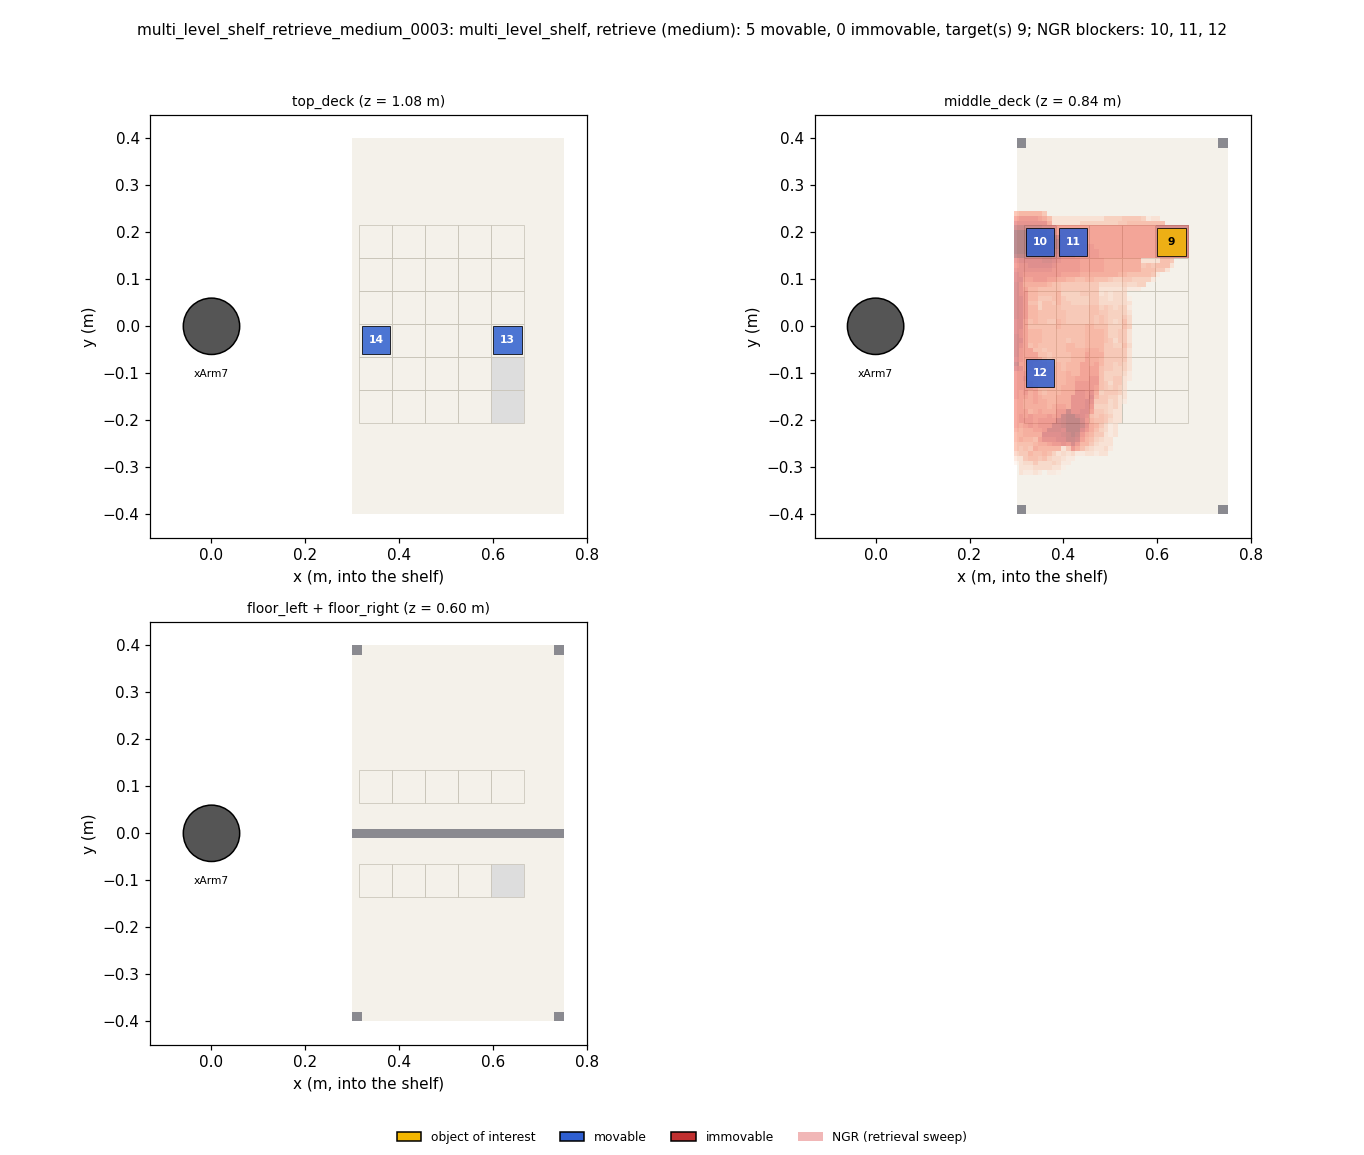 multi_level_shelf_retrieve_medium_0003: multi_level_shelf, retrieve (medium): 5 movable, 0 immovable, target(s) 9; NGR blockers: 10, 11, 12
top_deck (z = 1.08 m)
0.4
0.3
0.2
0.1
0.0
−0.1
−0.2
−0.3
−0.4
y (m)
xArm7
14
13
0.0
0.2
0.4
0.6
0.8
x (m, into the shelf)
middle_deck (z = 0.84 m)
0.4
0.3
0.2
0.1
0.0
−0.1
−0.2
−0.3
−0.4
y (m)
xArm7
10
11
9
12
0.0
0.2
0.4
0.6
0.8
x (m, into the shelf)
floor_left + floor_right (z = 0.60 m)
0.4
0.3
0.2
0.1
0.0
−0.1
−0.2
−0.3
−0.4
y (m)
xArm7
0.0
0.2
0.4
0.6
0.8
x (m, into the shelf)
object of interest
movable
immovable
NGR (retrieval sweep)